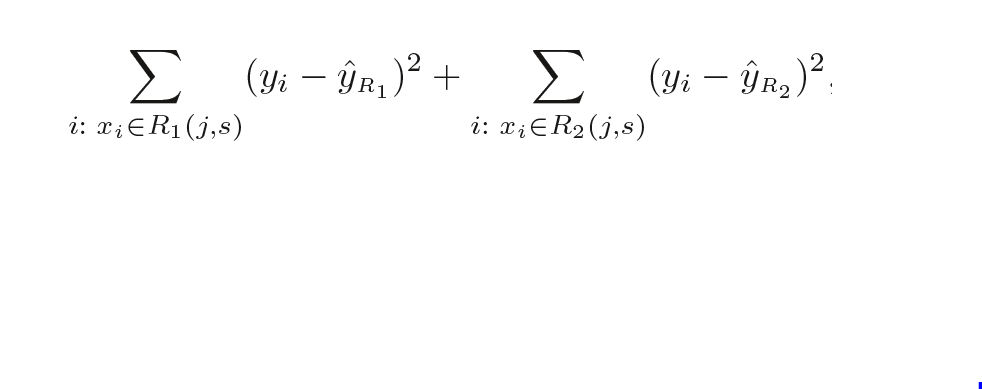 ∑_{i: x_i∈R_1(j,s)} (y_i − ŷ_{R_1})^2 + ∑_{i: x_i∈R_2(j,s)} (y_i − ŷ_{R_2})^2,